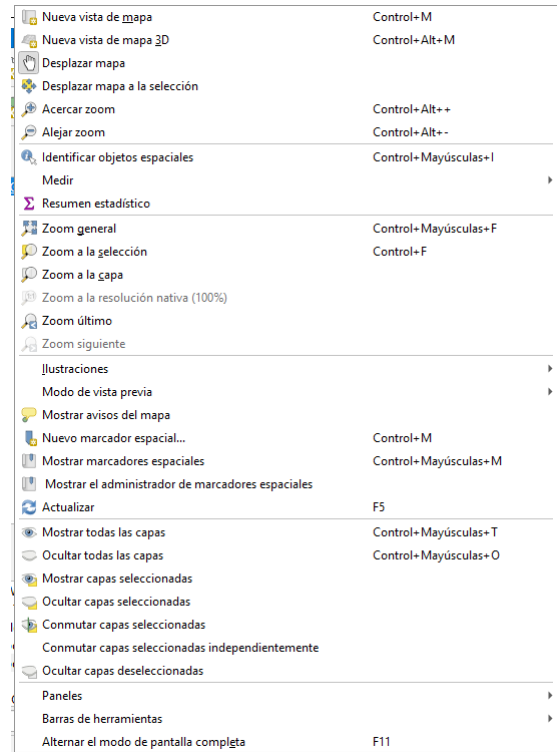 Nueva vista de mapa Control+M
Nueva vista de mapa 3D Control+Alt+M
Desplazar mapa
Desplazar mapa a la selección
Acercar zoom Control+Alt++
Alejar zoom Control+Alt+-
Identificar objetos espaciales Control+Mayúsculas+I
Medir
Resumen estadístico
Zoom general Control+Mayúsculas+F
Zoom a la selección Control+F
Zoom a la capa
Zoom a la resolución nativa (100%)
Zoom último
Zoom siguiente
Ilustraciones
Modo de vista previa
Mostrar avisos del mapa
Nuevo marcador espacial... Control+M
Mostrar marcadores espaciales Control+Mayúsculas+M
Mostrar el administrador de marcadores espaciales
Actualizar F5
Mostrar todas las capas Control+Mayúsculas+T
Ocultar todas las capas Control+Mayúsculas+O
Mostrar capas seleccionadas
Ocultar capas seleccionadas
Conmutar capas seleccionadas
Conmutar capas seleccionadas independientemente
Ocultar capas deseleccionadas
Paneles
Barras de herramientas
Alternar el modo de pantalla completa F11